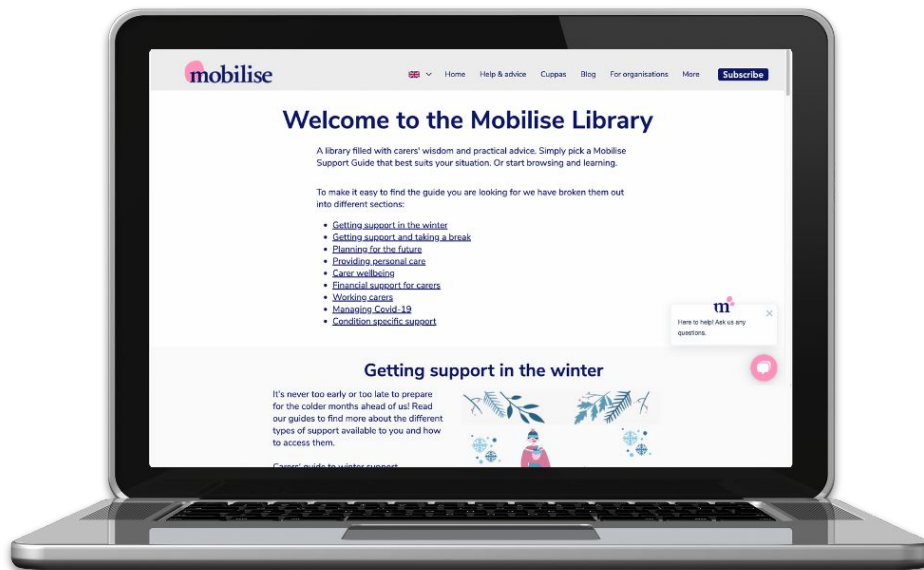 mobilise
Home Help & advice Cuppas Blog For organisations More Subscribe
Welcome to the Mobilise Library
A library filled with carers' wisdom and practical advice. Simply pick a Mobilise
Support Guide that best suits your situation. Or start browsing and learning.
To make it easy to find the guide you are looking for we have broken them out
into different sections:
Getting support in the winter
Getting support and taking a break
Planning for the future
Providing personal care
Carer wellbeing
Financial support for carers
Working carers
Managing Covid-19
Condition specific support
m
Here to help! Ask us any
questions.
Getting support in the winter
It's never too early or too late to prepare
for the colder months ahead of us! Read
our guides to find more about the different
types of support available to you and how
to access them.
Carers' guide to winter support